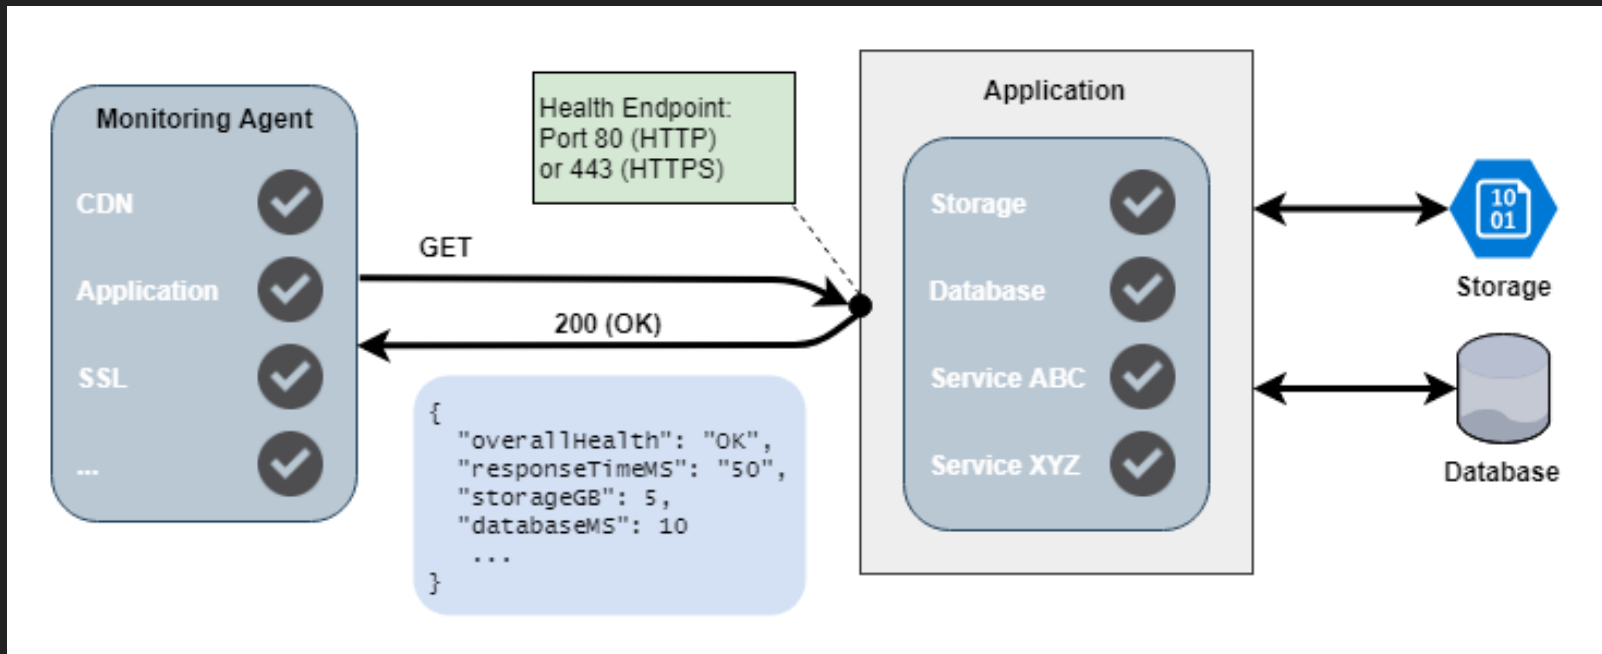 Monitoring Agent
CDN
Application
SSL
...
GET
200 (OK)
Health Endpoint:
Port 80 (HTTP)
or 443 (HTTPS)
{
"overallHealth": "OK",
"responseTimeMS": "50",
"storageGB": 5,
"databaseMS": 10
...
}
Application
Storage
Database
Service ABC
Service XYZ
10
01
Storage
Database